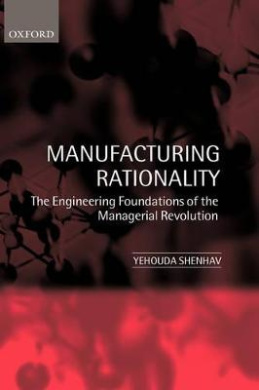 OXFORD
MANUFACTURING
RATIONALITY
The Engineering Foundations of the
Managerial Revolution
YEHOUDA SHENHAV